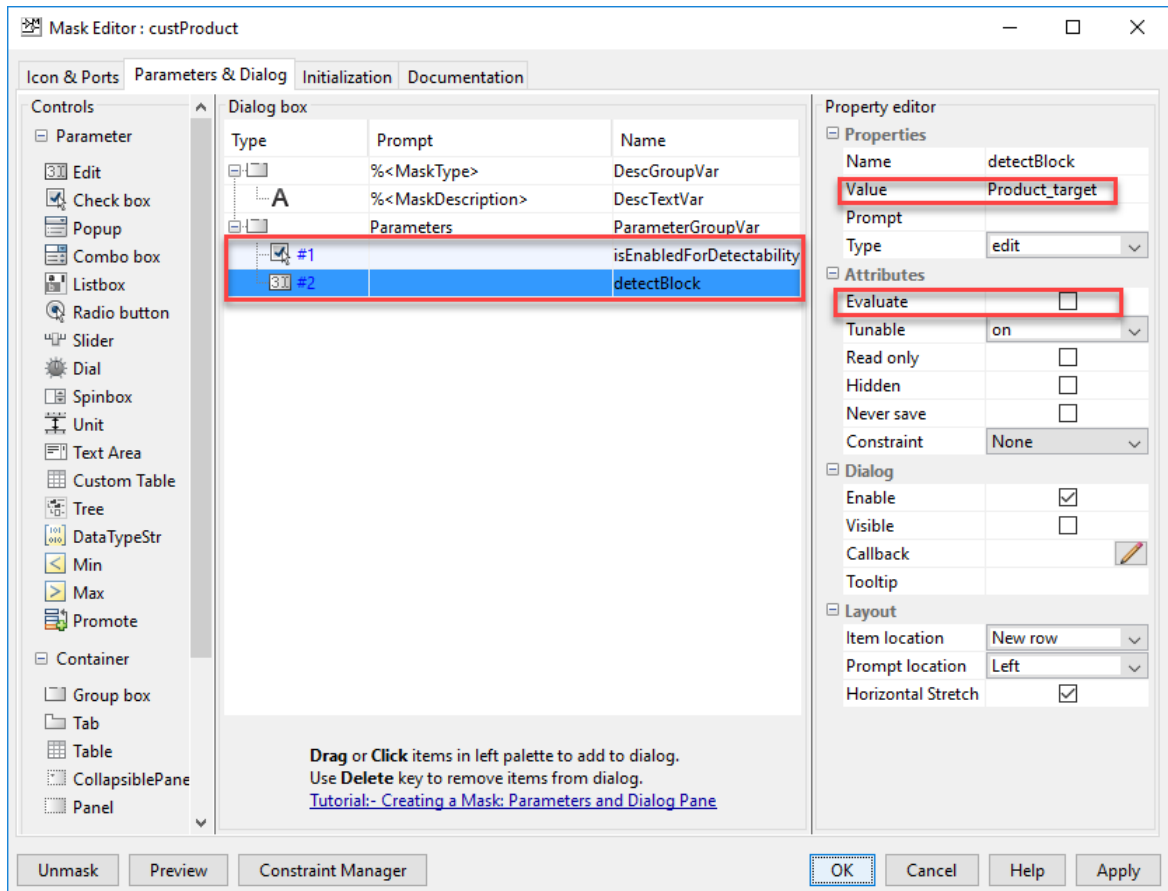 Mask Editor : custProduct
Icon & Ports Parameters & Dialog Initialization Documentation
Controls
Parameter
Edit
Check box
Popup
Combo box
Listbox
Radio button
Slider
Dial
Spinbox
Unit
Text Area
Custom Table
Tree
DataTypeStr
Min
Max
Promote
Container
Group box
Tab
Table
CollapsiblePane
Panel
Dialog box
Type Prompt Name
%<MaskType> DescGroupVar
A %<MaskDescription> DescTextVar
Parameters ParameterGroupVar
#1 isEnabledForDetectability
#2 detectBlock
Drag or Click items in left palette to add to dialog.
Use Delete key to remove items from dialog.
Tutorial:- Creating a Mask: Parameters and Dialog Pane
Property editor
Properties
Name detectBlock
Value Product_target
Prompt
Type edit
Attributes
Evaluate
Tunable on
Read only
Hidden
Never save
Constraint None
Dialog
Enable
Visible
Callback
Tooltip
Layout
Item location New row
Prompt location Left
Horizontal Stretch
Unmask Preview Constraint Manager OK Cancel Help Apply